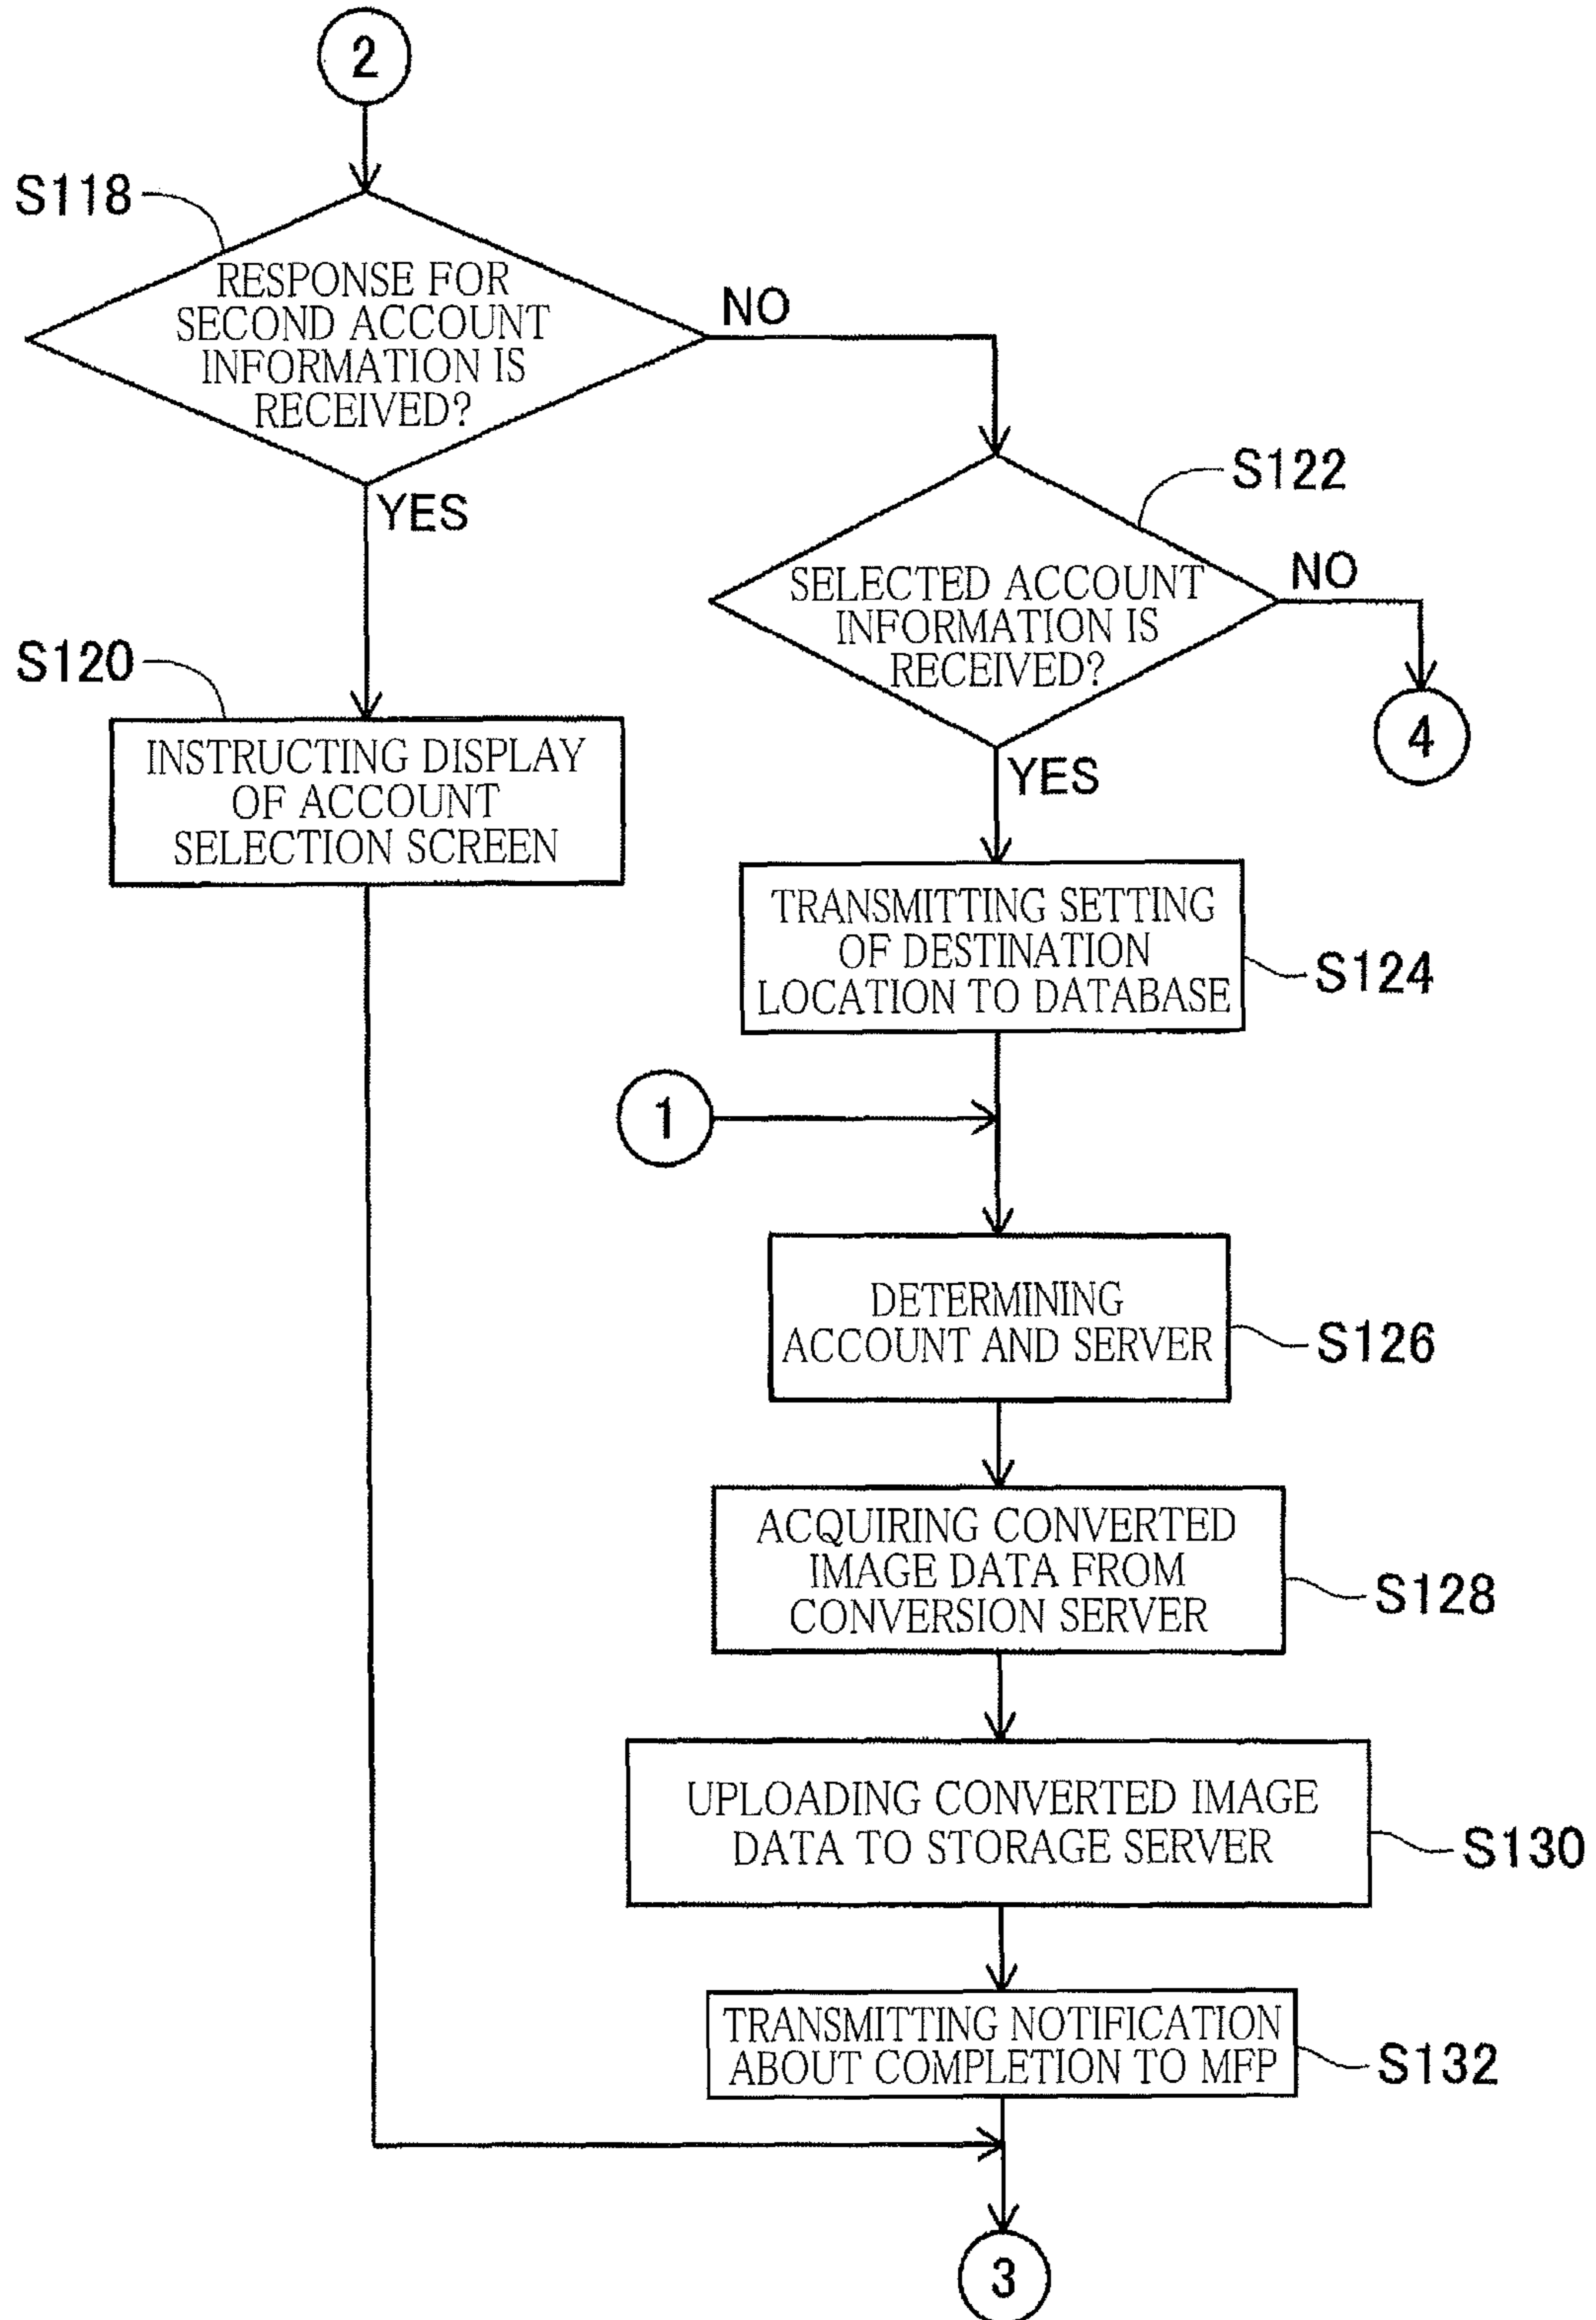 2
S118
RESPONSE FOR
SECOND ACCOUNT
INFORMATION IS
RECEIVED?
NO
YES
S122
SELECTED ACCOUNT
INFORMATION IS
RECEIVED?
NO
4
YES
S120
INSTRUCTING DISPLAY
OF ACCOUNT
SELECTION SCREEN
TRANSMITTING SETTING
OF DESTINATION
LOCATION TO DATABASE
S124
1
DETERMINING
ACCOUNT AND SERVER
S126
ACQUIRING CONVERTED
IMAGE DATA FROM
CONVERSION SERVER
S128
UPLOADING CONVERTED IMAGE
DATA TO STORAGE SERVER
S130
TRANSMITTING NOTIFICATION
ABOUT COMPLETION TO MFP
S132
3